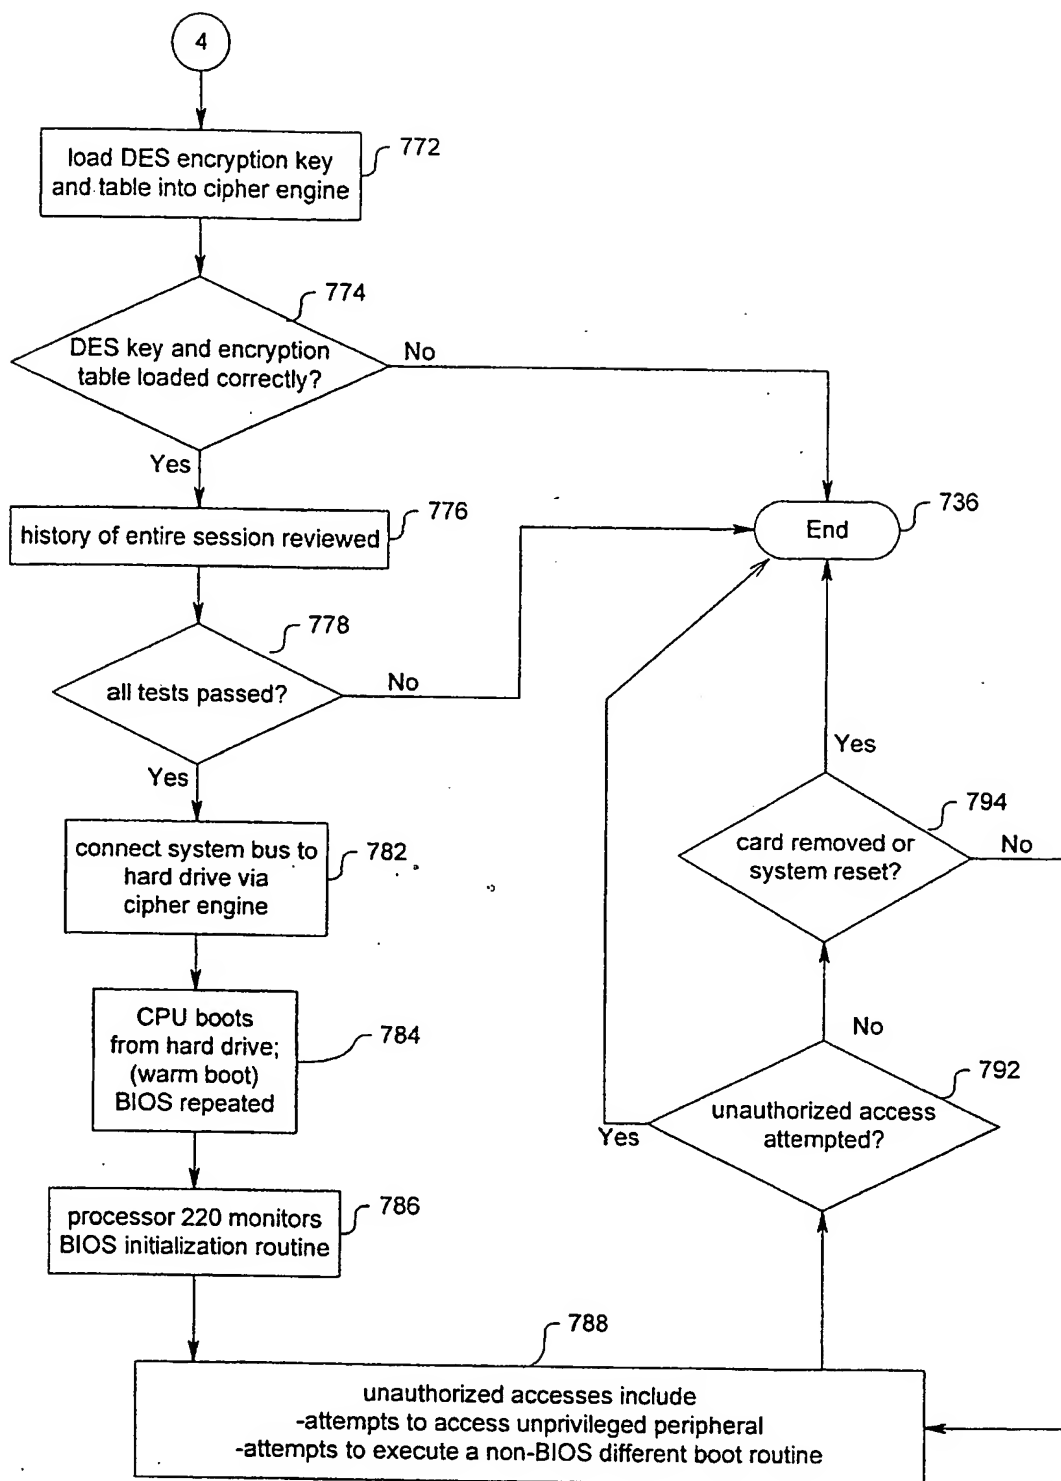 4
load DES encryption key
and table into cipher engine
772
774
DES key and encryption
table loaded correctly?
No
Yes
history of entire session reviewed
776
End
736
778
all tests passed?
No
Yes
connect system bus to
hard drive via
cipher engine
782
CPU boots
from hard drive;
(warm boot)
BIOS repeated
784
processor 220 monitors
BIOS initialization routine
786
788
unauthorized accesses include
-attempts to access unprivileged peripheral
-attempts to execute a non-BIOS different boot routine
792
unauthorized access
attempted?
Yes
No
794
card removed or
system reset?
Yes
No